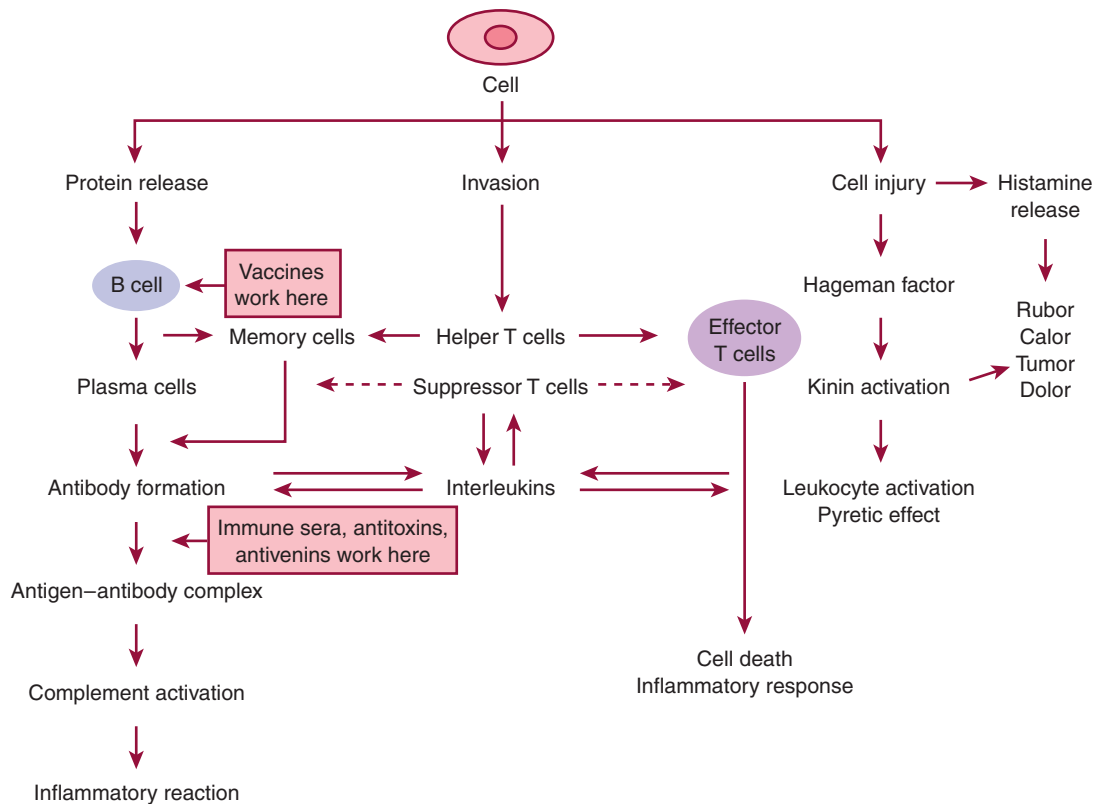 Cell
Protein release
Invasion
Cell injury
Histamine
release
B cell
Vaccines
work here
Hageman factor
Rubor
Calor
Tumor
Dolor
Memory cells
Helper T cells
Effector
T cells
Plasma cells
Suppressor T cells
Kinin activation
Antibody formation
Interleukins
Leukocyte activation
Pyretic effect
Immune sera, antitoxins,
antivenins work here
Antigen–antibody complex
Cell death
Inflammatory response
Complement activation
Inflammatory reaction